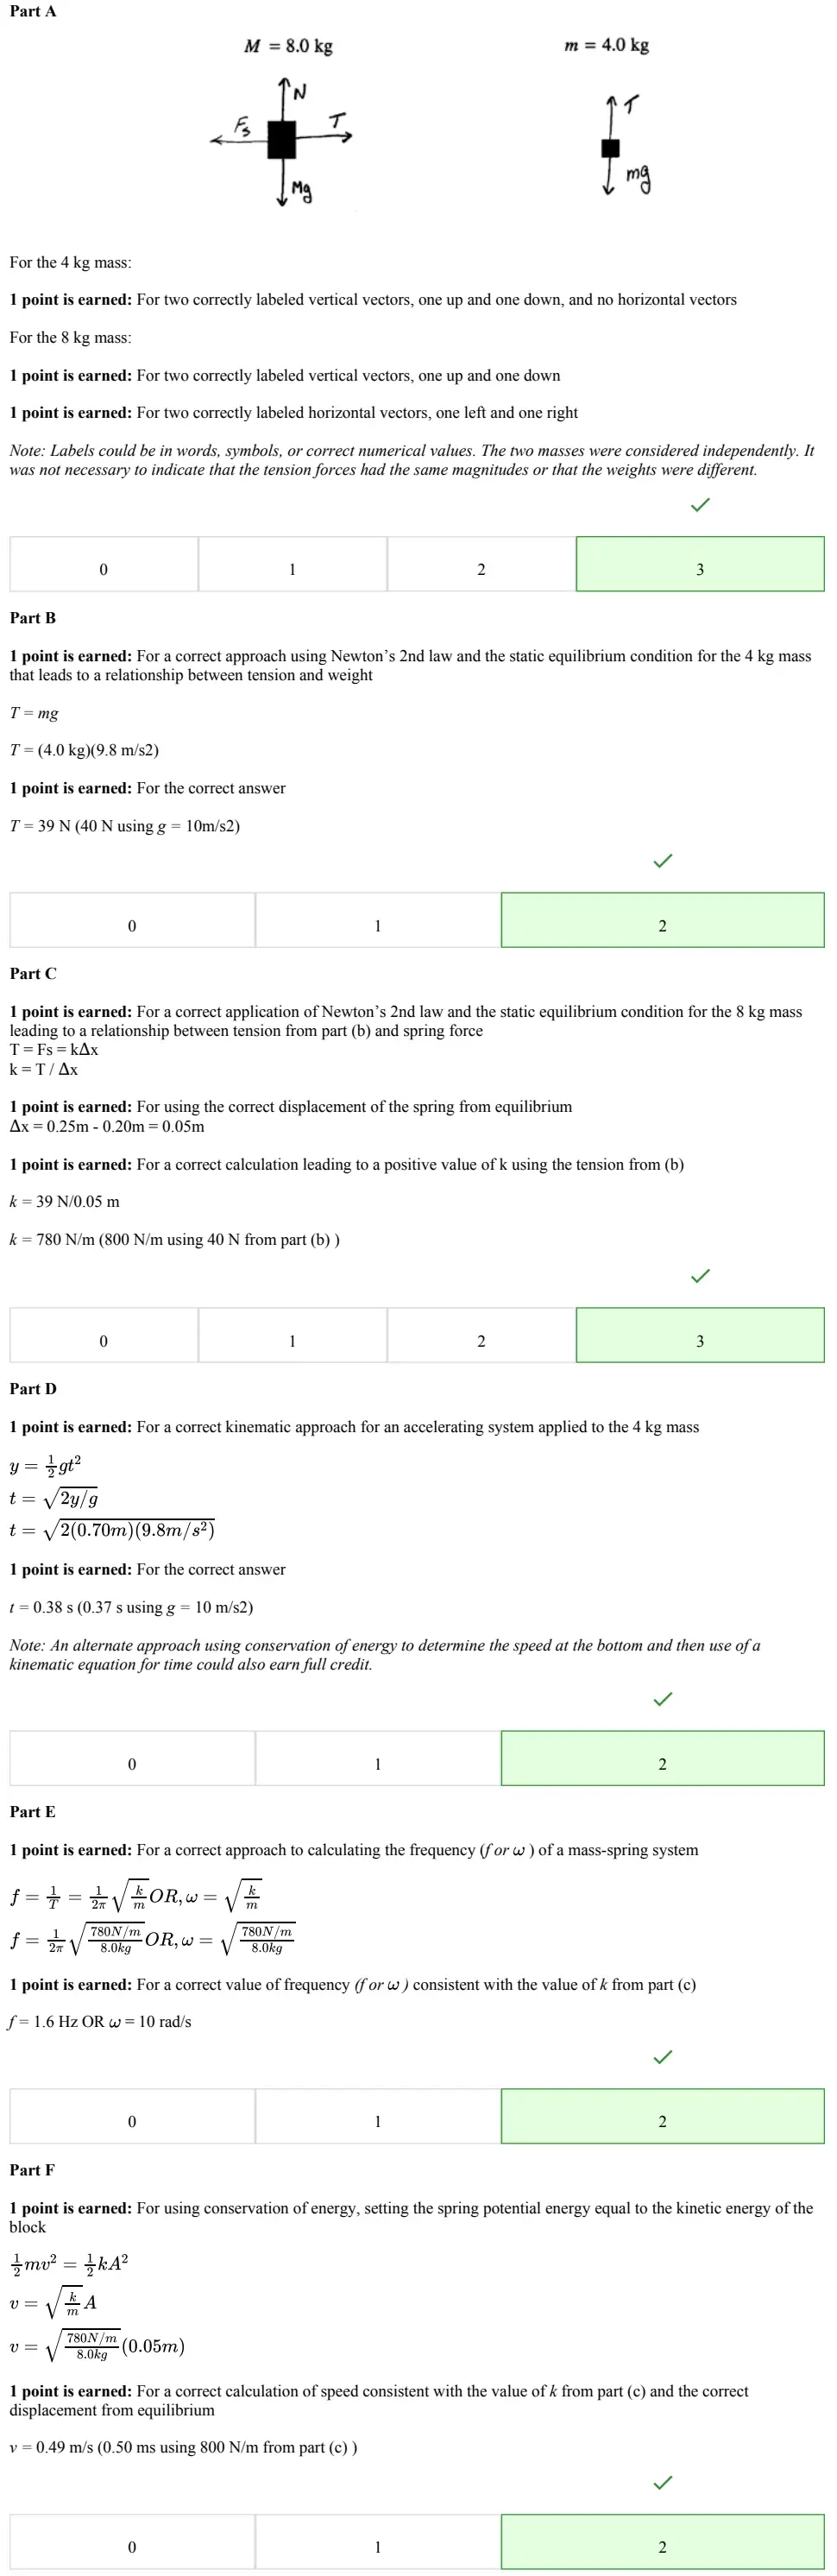 Part A
M = 8.0 kg
m = 4.0 kg
N
T
Fs
T
Mg
mg
For the 4 kg mass:
1 point is earned: For two correctly labeled vertical vectors, one up and one down, and no horizontal vectors
For the 8 kg mass:
1 point is earned: For two correctly labeled vertical vectors, one up and one down
1 point is earned: For two correctly labeled horizontal vectors, one left and one right
Note: Labels could be in words, symbols, or correct numerical values. The two masses were considered independently. It
was not necessary to indicate that the tension forces had the same magnitudes or that the weights were different.
✓
0 1 2 3
Part B
1 point is earned: For a correct approach using Newton’s 2nd law and the static equilibrium condition for the 4 kg mass
that leads to a relationship between tension and weight
T = mg
T = (4.0 kg)(9.8 m/s2)
1 point is earned: For the correct answer
T = 39 N (40 N using g = 10m/s2)
✓
0 1 2
Part C
1 point is earned: For a correct application of Newton’s 2nd law and the static equilibrium condition for the 8 kg mass
leading to a relationship between tension from part (b) and spring force
T = Fs = kΔx
k = T / Δx
1 point is earned: For using the correct displacement of the spring from equilibrium
Δx = 0.25m - 0.20m = 0.05m
1 point is earned: For a correct calculation leading to a positive value of k using the tension from (b)
k = 39 N/0.05 m
k = 780 N/m (800 N/m using 40 N from part (b) )
✓
0 1 2 3
Part D
1 point is earned: For a correct kinematic approach for an accelerating system applied to the 4 kg mass
y = ½gt²
t = √(2y/g)
t = √(2(0.70m)(9.8m/s²))
1 point is earned: For the correct answer
t = 0.38 s (0.37 s using g = 10 m/s2)
Note: An alternate approach using conservation of energy to determine the speed at the bottom and then use of a
kinematic equation for time could also earn full credit.
✓
0 1 2
Part E
1 point is earned: For a correct approach to calculating the frequency (f or ω ) of a mass-spring system
f = 1/T = 1/2π √(k/m) OR, ω = √(k/m)
f = 1/2π √(780N/m / 8.0kg) OR, ω = √(780N/m / 8.0kg)
1 point is earned: For a correct value of frequency (f or ω ) consistent with the value of k from part (c)
f = 1.6 Hz OR ω = 10 rad/s
✓
0 1 2
Part F
1 point is earned: For using conservation of energy, setting the spring potential energy equal to the kinetic energy of the
block
½mv² = ½kA²
v = √(k/m) A
v = √(780N/m / 8.0kg) (0.05m)
1 point is earned: For a correct calculation of speed consistent with the value of k from part (c) and the correct
displacement from equilibrium
v = 0.49 m/s (0.50 ms using 800 N/m from part (c) )
✓
0 1 2